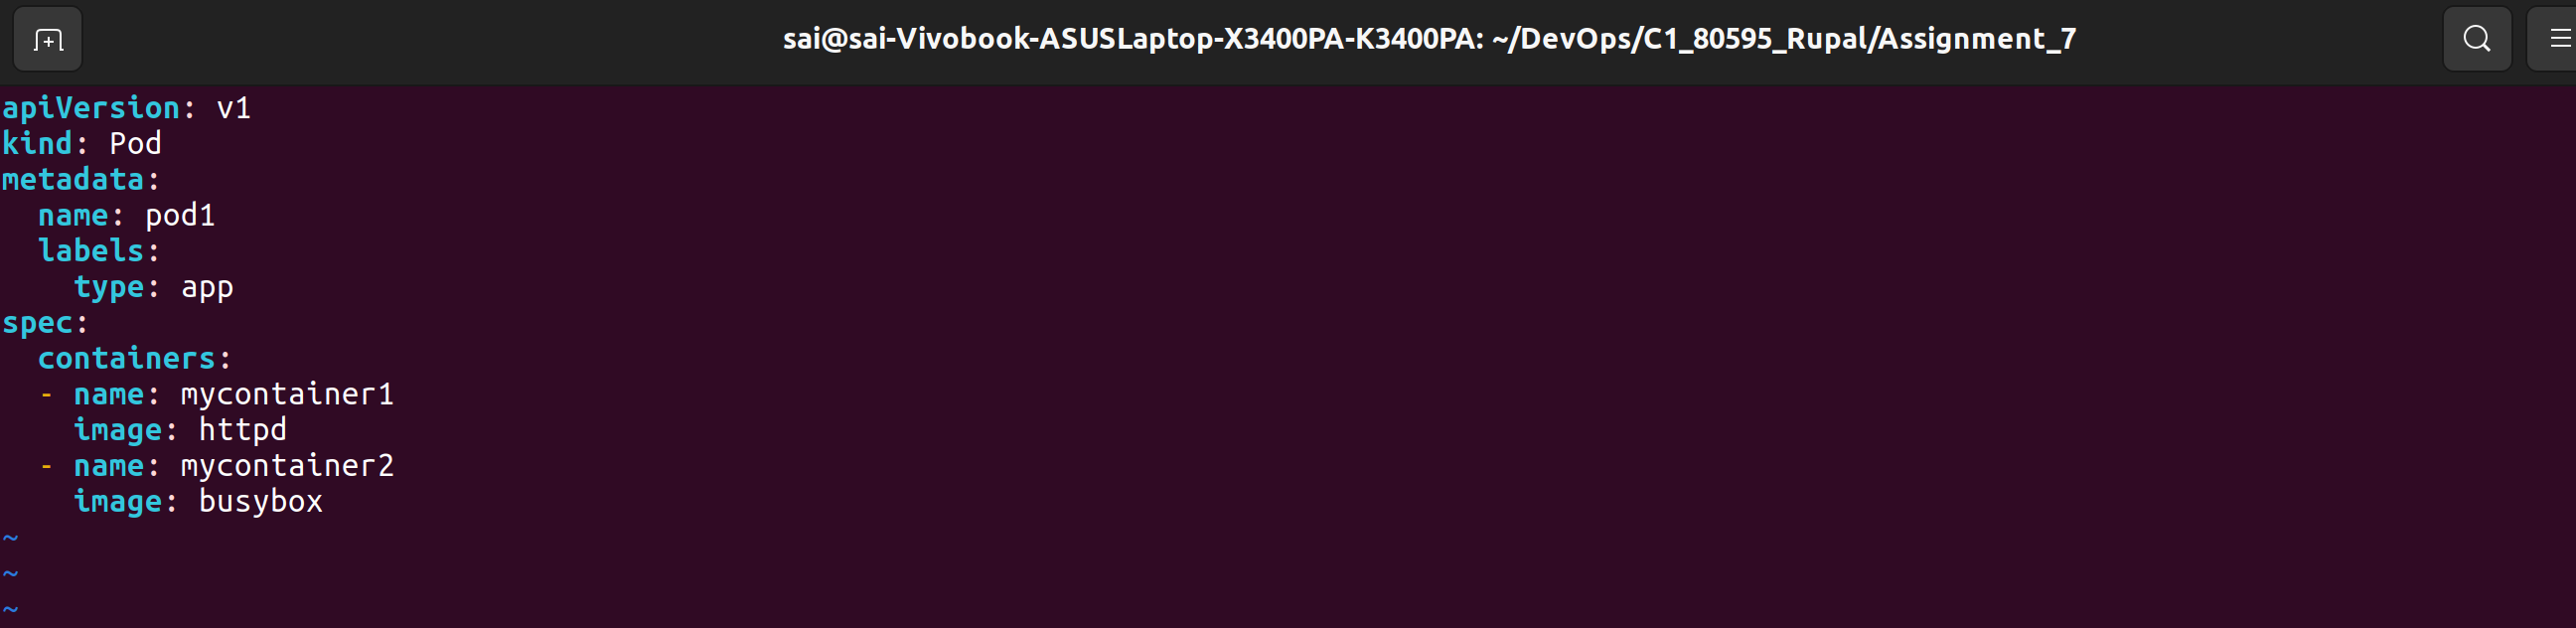 sai@sai-Vivobook-ASUSLaptop-X3400PA-K3400PA: ~/DevOps/C1_80595_Rupal/Assignment_7
apiVersion: v1
kind: Pod
metadata:
  name: pod1
  labels:
    type: app
spec:
  containers:
  - name: mycontainer1
    image: httpd
  - name: mycontainer2
    image: busybox
~
~
~